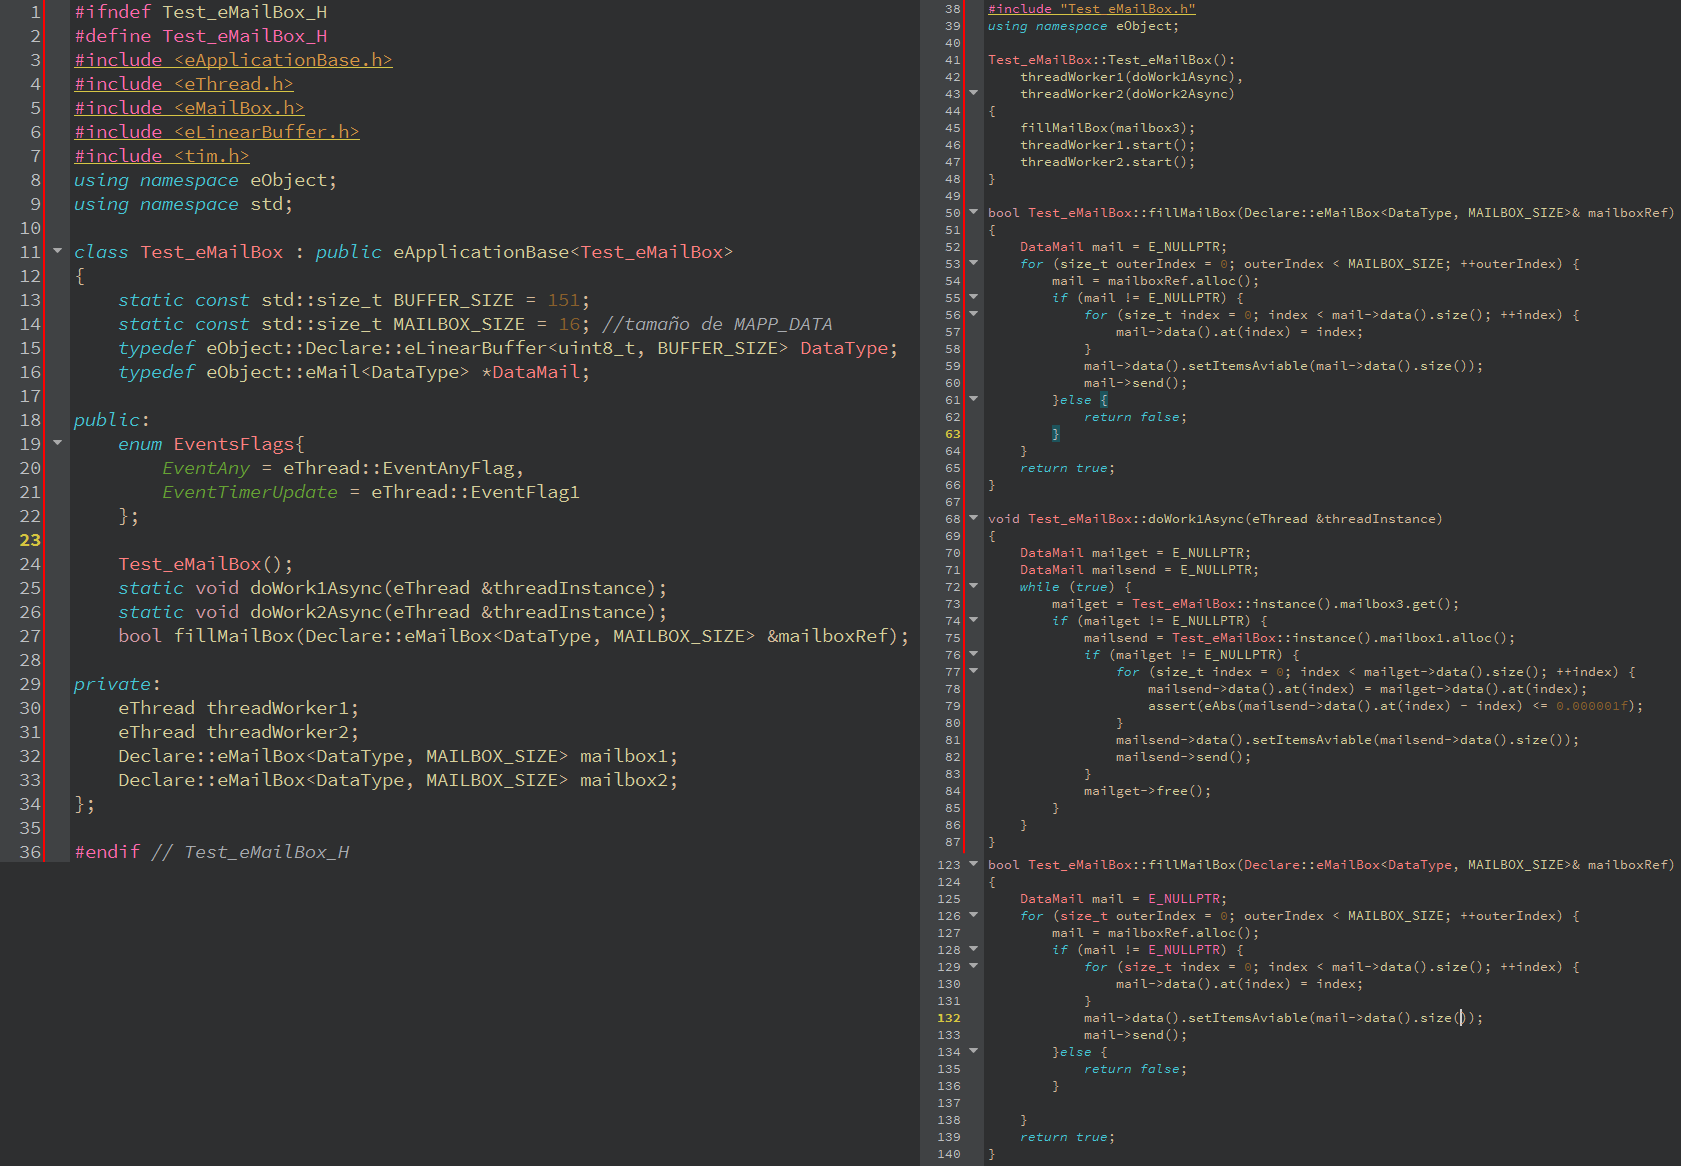 1 #ifndef Test_eMailBox_H
2 #define Test_eMailBox_H
3 #include <eApplicationBase.h>
4 #include <eThread.h>
5 #include <eMailBox.h>
6 #include <eLinearBuffer.h>
7 #include <tim.h>
8 using namespace eObject;
9 using namespace std;
10
11 class Test_eMailBox : public eApplicationBase<Test_eMailBox>
12 {
13     static const std::size_t BUFFER_SIZE = 151;
14     static const std::size_t MAILBOX_SIZE = 16; //tamaño de MAPP_DATA
15     typedef eObject::Declare::eLinearBuffer<uint8_t, BUFFER_SIZE> DataType;
16     typedef eObject::eMail<DataType> *DataMail;
17
18 public:
19     enum EventsFlags{
20         EventAny = eThread::EventAnyFlag,
21         EventTimerUpdate = eThread::EventFlag1
22     };
23
24     Test_eMailBox();
25     static void doWork1Async(eThread &threadInstance);
26     static void doWork2Async(eThread &threadInstance);
27     bool fillMailBox(Declare::eMailBox<DataType, MAILBOX_SIZE> &mailboxRef);
28
29 private:
30     eThread threadWorker1;
31     eThread threadWorker2;
32     Declare::eMailBox<DataType, MAILBOX_SIZE> mailbox1;
33     Declare::eMailBox<DataType, MAILBOX_SIZE> mailbox2;
34 };
35
36 #endif // Test_eMailBox_H
38 #include "Test_eMailBox.h"
39 using namespace eObject;
40
41 Test_eMailBox::Test_eMailBox():
42     threadWorker1(doWork1Async),
43     threadWorker2(doWork2Async)
44 {
45     fillMailBox(mailbox3);
46     threadWorker1.start();
47     threadWorker2.start();
48 }
49
50 bool Test_eMailBox::fillMailBox(Declare::eMailBox<DataType, MAILBOX_SIZE>& mailboxRef)
51 {
52     DataMail mail = E_NULLPTR;
53     for (size_t outerIndex = 0; outerIndex < MAILBOX_SIZE; ++outerIndex) {
54         mail = mailboxRef.alloc();
55         if (mail != E_NULLPTR) {
56             for (size_t index = 0; index < mail->data().size(); ++index) {
57                 mail->data().at(index) = index;
58             }
59             mail->data().setItemsAviable(mail->data().size());
60             mail->send();
61         }else {
62             return false;
63         }
64     }
65     return true;
66 }
67
68 void Test_eMailBox::doWork1Async(eThread &threadInstance)
69 {
70     DataMail mailget = E_NULLPTR;
71     DataMail mailsend = E_NULLPTR;
72     while (true) {
73         mailget = Test_eMailBox::instance().mailbox3.get();
74         if (mailget != E_NULLPTR) {
75             mailsend = Test_eMailBox::instance().mailbox1.alloc();
76             if (mailget != E_NULLPTR) {
77                 for (size_t index = 0; index < mailget->data().size(); ++index) {
78                     mailsend->data().at(index) = mailget->data().at(index);
79                     assert(eAbs(mailsend->data().at(index) - index) <= 0.000001f);
80                 }
81                 mailsend->data().setItemsAviable(mailsend->data().size());
82                 mailsend->send();
83             }
84             mailget->free();
85         }
86     }
87 }
123 bool Test_eMailBox::fillMailBox(Declare::eMailBox<DataType, MAILBOX_SIZE>& mailboxRef)
124 {
125     DataMail mail = E_NULLPTR;
126     for (size_t outerIndex = 0; outerIndex < MAILBOX_SIZE; ++outerIndex) {
127         mail = mailboxRef.alloc();
128         if (mail != E_NULLPTR) {
129             for (size_t index = 0; index < mail->data().size(); ++index) {
130                 mail->data().at(index) = index;
131             }
132             mail->data().setItemsAviable(mail->data().size());
133             mail->send();
134         }else {
135             return false;
136         }
137
138     }
139     return true;
140 }